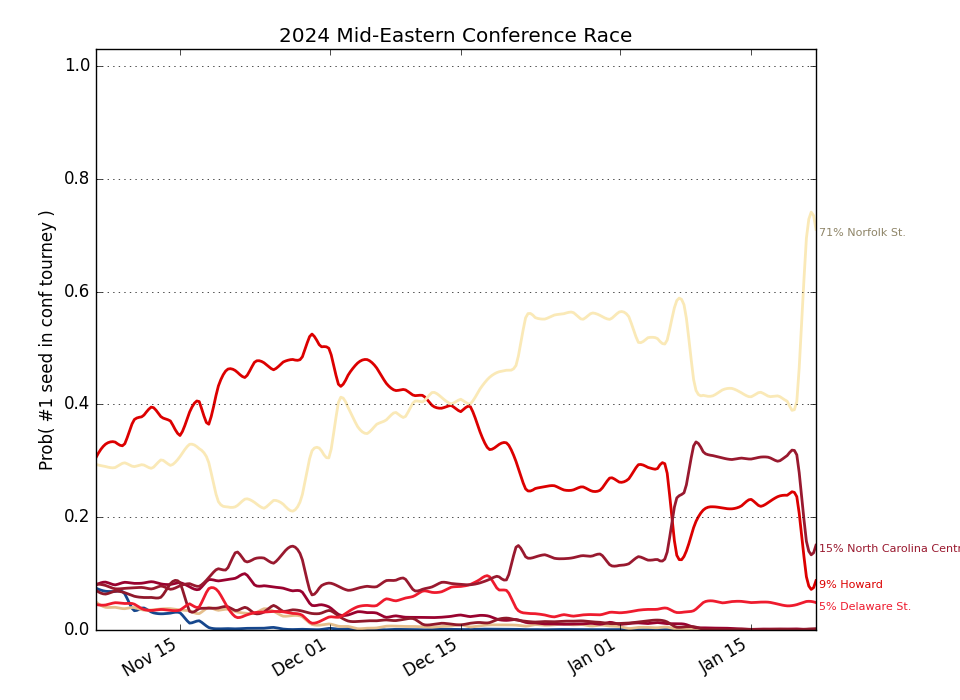 2024 Mid-Eastern Conference Race
Prob( #1 seed in conf tourney )
1.0
0.8
0.6
0.4
0.2
0.0
71% Norfolk St.
15% North Carolina Centr
9% Howard
5% Delaware St.
Nov 15
Dec 01
Dec 15
Jan 01
Jan 15